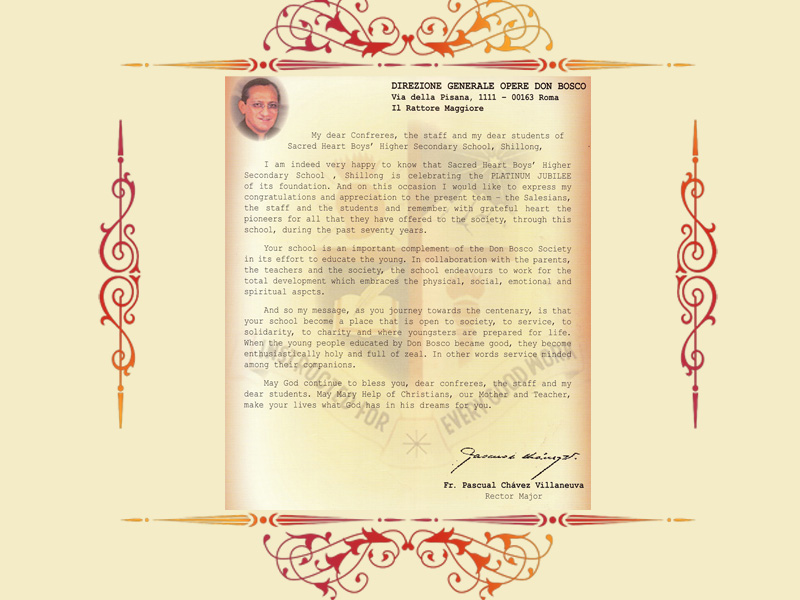 DIREZIONE GENERALE OPERE DON BOSCO
Via della Pisana, 1111 - 00163 Roma
Il Rattore Maggiore
My dear Confreres, the staff and my dear students of
Sacred Heart Boys' Higher Secondary School, Shillong,
I am indeed very happy to know that Sacred Heart Boys' Higher
Secondary School , Shillong is celebrating the PLATINUM JUBILEE
of its foundation. And on this occasion I would like to express my
congratulations and appreciation to the present team - the Salesians,
the staff and the students and remember with grateful heart the
pioneers for all that they have offered to the society, through this
school, during the past seventy years.
Your school is an important complement of the Don Bosco Society
in its effort to educate the young. In collaboration with the parents,
the teachers and the society, the school endeavours to work for the
total development which embraces the physical, social, emotional and
spiritual aspcts.
And so my message, as you journey towards the centenary, is that
your school become a place that is open to society, to service, to
solidarity, to charity and where youngsters are prepared for life.
When the young people educated by Don Bosco became good, they become
enthusiastically holy and full of zeal. In other words service minded
among their companions.
May God continue to bless you, dear confreres, the staff and my
dear students. May Mary Help of Christians, our Mother and Teacher,
make your lives what God has in his dreams for you.
INSTRUCTED FOR EVERY GOOD WORK
Fr. Pascual Chávez Villaneuva
Rector Major